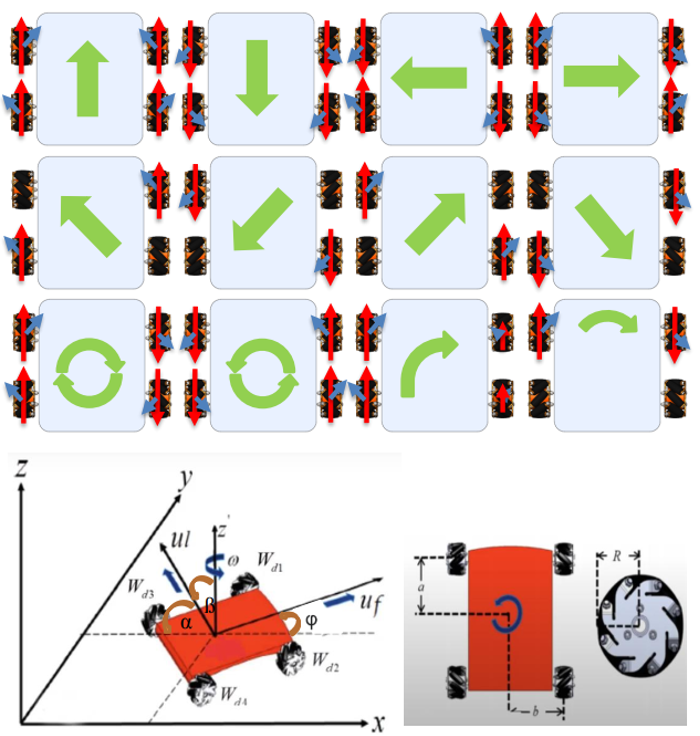 z
y
z'
ul
ω
W_{d1}
W_{d3}
β
α
uf
φ
W_{d2}
W_{d4}
x
a
b
R